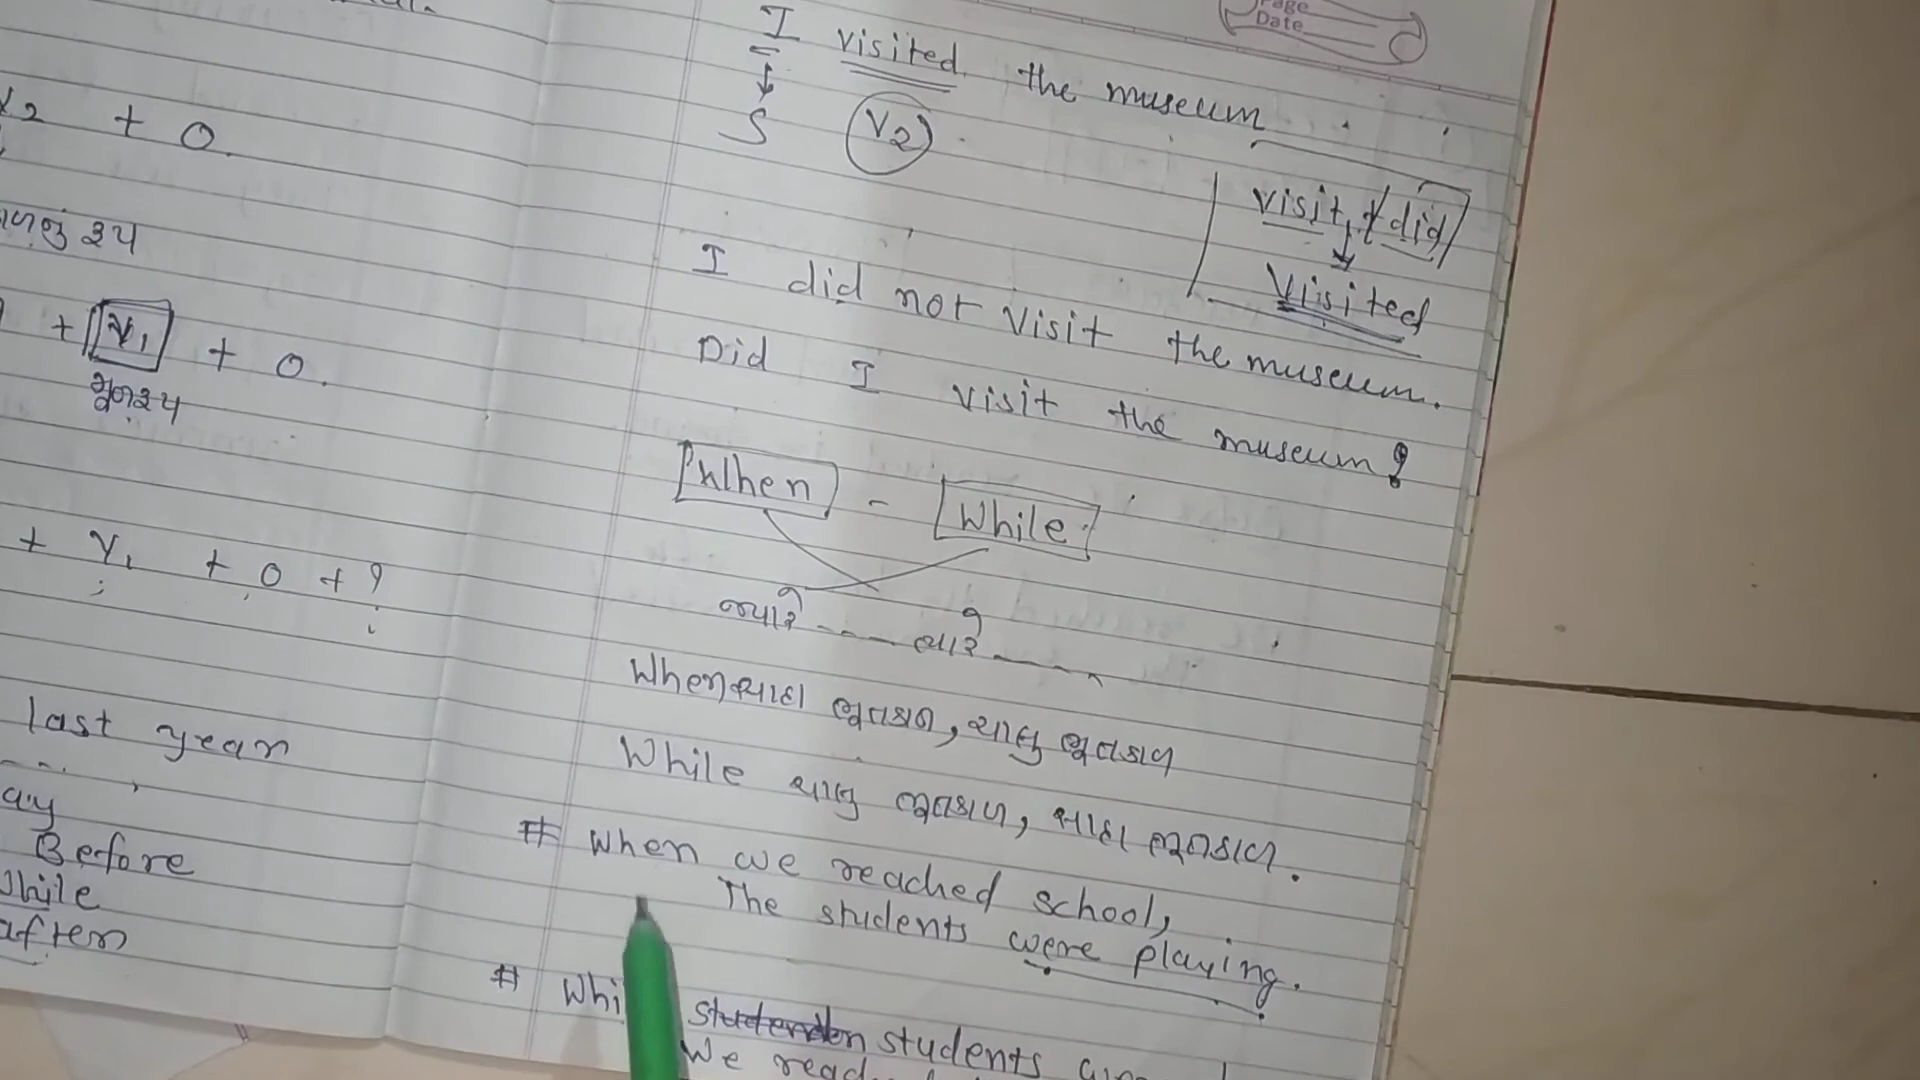 Page
Date
V2 + O.
રૂપ
+ V1 + O.
મૂળરૂપ
+ V1 + O + ?
last year
Before
While
after
I visited the museum
S V2
visit + did
Visited
I did not visit the museum.
Did I visit the museum?
When - While
જ્યારે ---- ત્યારે ----
When સાદો ભૂતકાળ, ચાલુ ભૂતકાળ
While ચાલુ ભૂતકાળ, સાદો ભૂતકાળ.
# When we reached school,
The students were playing.
# students
We